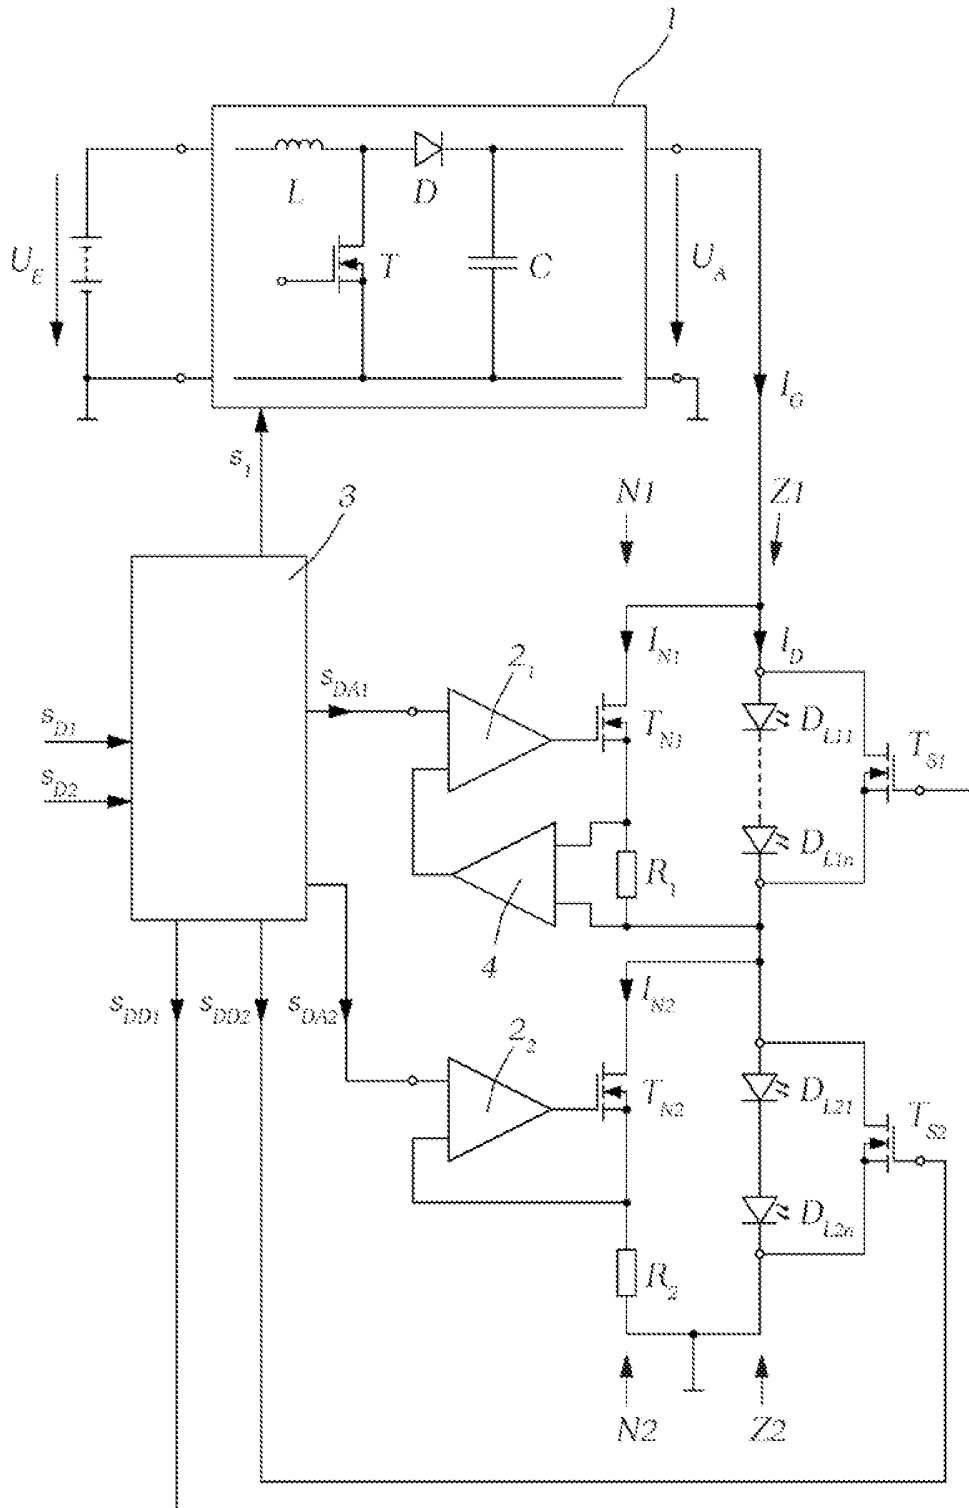 1
L
D
U_E
T
C
U_A
I_G
s_1
3
N1
Z1
I_N1
I_D
2_1
s_DA1
s_D1
T_N1
D_L11
T_S1
s_D2
D_L1n
R_1
4
s_DD1
s_DD2
s_DA2
I_N2
2_2
T_N2
D_L21
T_S2
D_L2n
R_2
N2
Z2